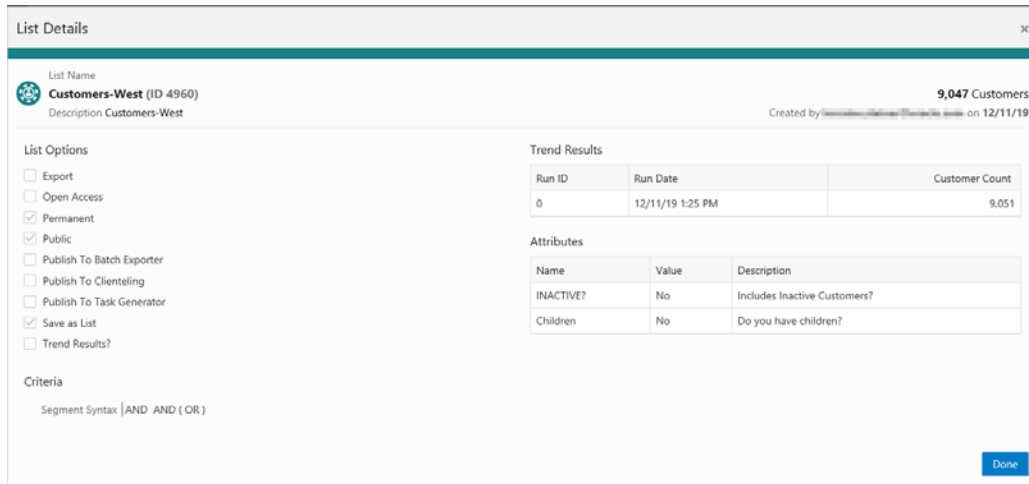 List Details
×
List Name
Customers-West (ID 4960)
Description Customers-West
9,047 Customers
Created by on 12/11/19
List Options
Export
Open Access
Permanent
Public
Publish To Batch Exporter
Publish To Clienteling
Publish To Task Generator
Save as List
Trend Results?
Criteria
Segment Syntax AND AND ( OR )
Trend Results
Run ID Run Date Customer Count
0 12/11/19 1:25 PM 9,051
Attributes
Name Value Description
INACTIVE? No Includes Inactive Customers?
Children No Do you have children?
Done